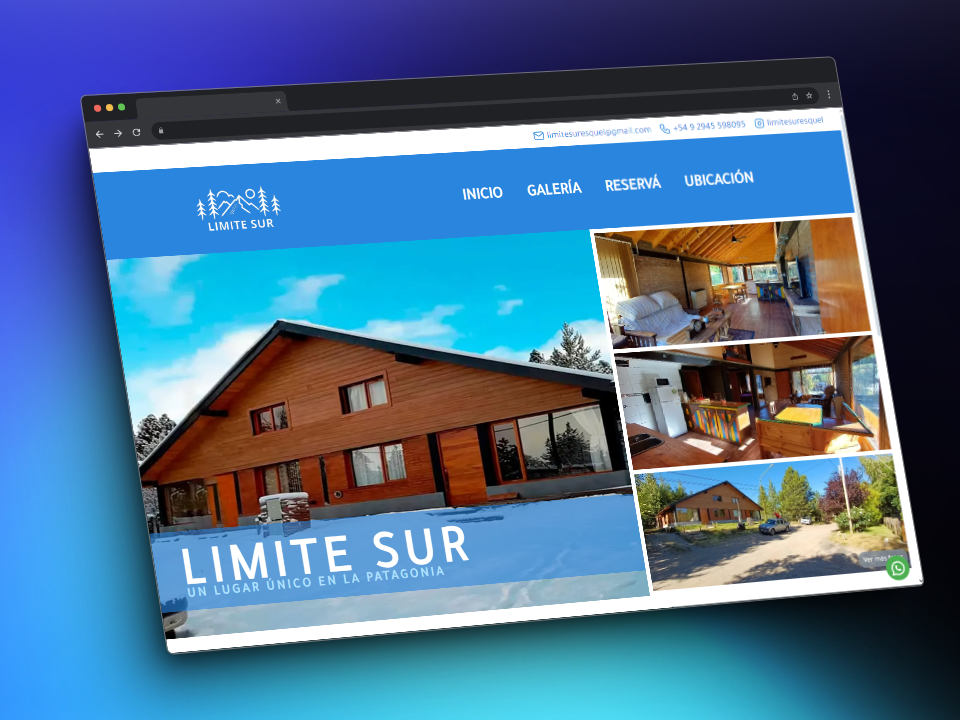 limitesuresquel@gmail.com +54 9 2945 598095 limitesuresquel
LIMITE SUR
INICIO GALERÍA RESERVÁ UBICACIÓN
LIMITE SUR
UN LUGAR ÚNICO EN LA PATAGONIA
Ver más